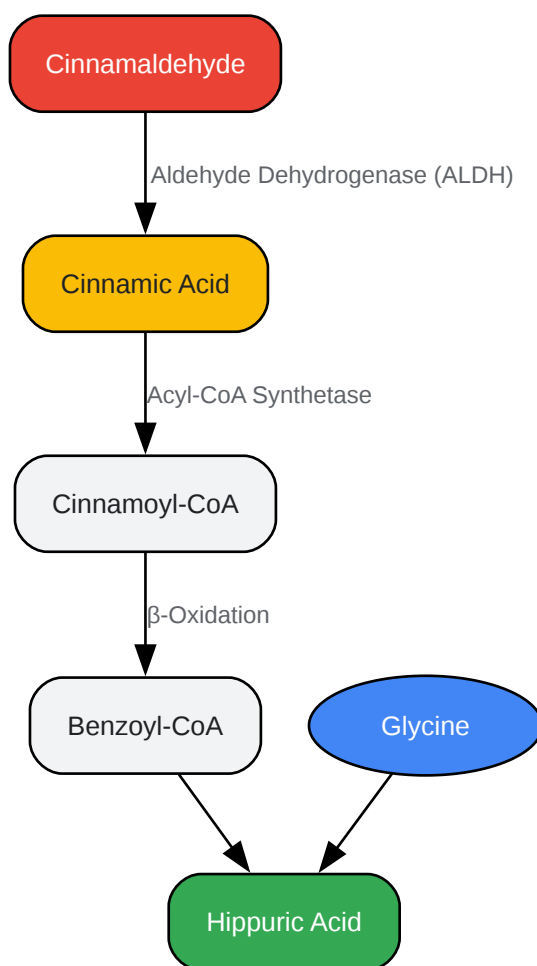 Cinnamaldehyde
Aldehyde Dehydrogenase (ALDH)
Cinnamic Acid
Acyl-CoA Synthetase
Cinnamoyl-CoA
β-Oxidation
Benzoyl-CoA
Glycine
Hippuric Acid